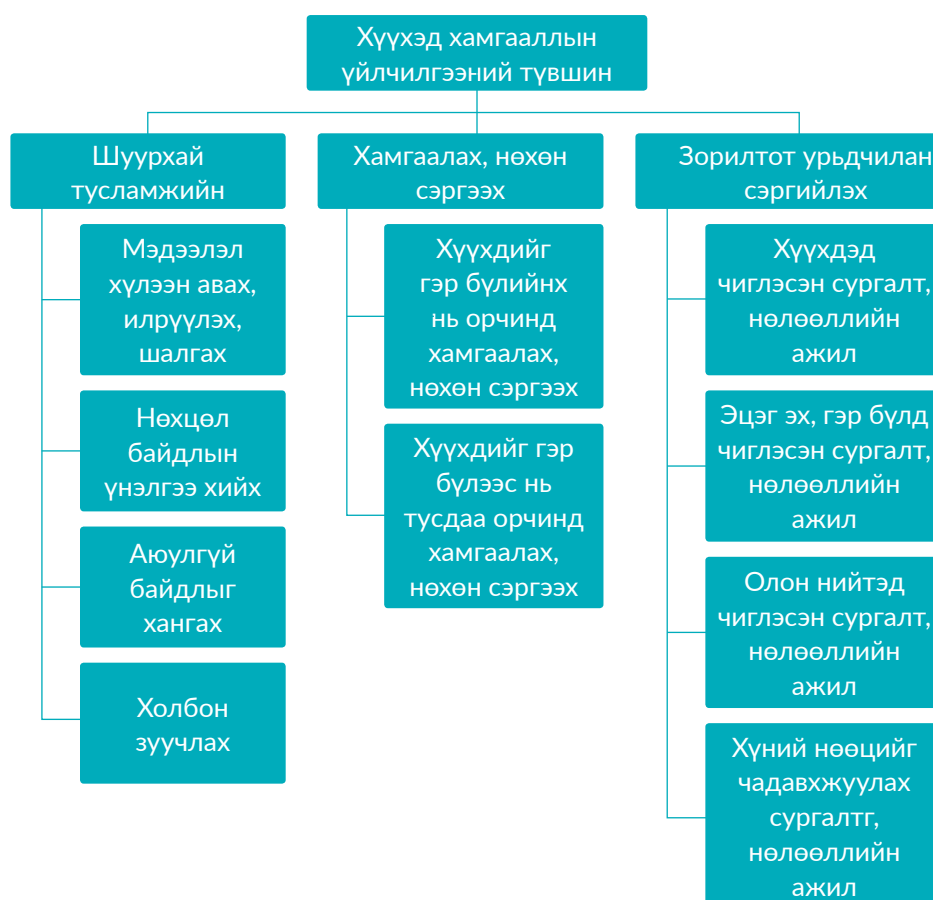 Хүүхэд хамгааллын
үйлчилгээний түвшин
Шуурхай
тусламжийн
Мэдээлэл
хүлээн авах,
илрүүлэх,
шалгах
Нөхцөл
байдлын
үнэлгээ хийх
Аюулгүй
байдлыг
хангах
Холбон
зуучлах
Хамгаалах, нөхөн
сэргээх
Хүүхдийг
гэр бүлийнх
нь орчинд
хамгаалах,
нөхөн сэргээх
Хүүхдийг гэр
бүлээс нь
тусдаа орчинд
хамгаалах,
нөхөн сэргээх
Зорилтот урьдчилан
сэргийлэх
Хүүхдэд
чиглэсэн сургалт,
нөлөөллийн
ажил
Эцэг эх, гэр бүлд
чиглэсэн сургалт,
нөлөөллийн
ажил
Олон нийтэд
чиглэсэн сургалт,
нөлөөллийн
ажил
Хүний нөөцийг
чадавхжуулах
сургалтг,
нөлөөллийн
ажил